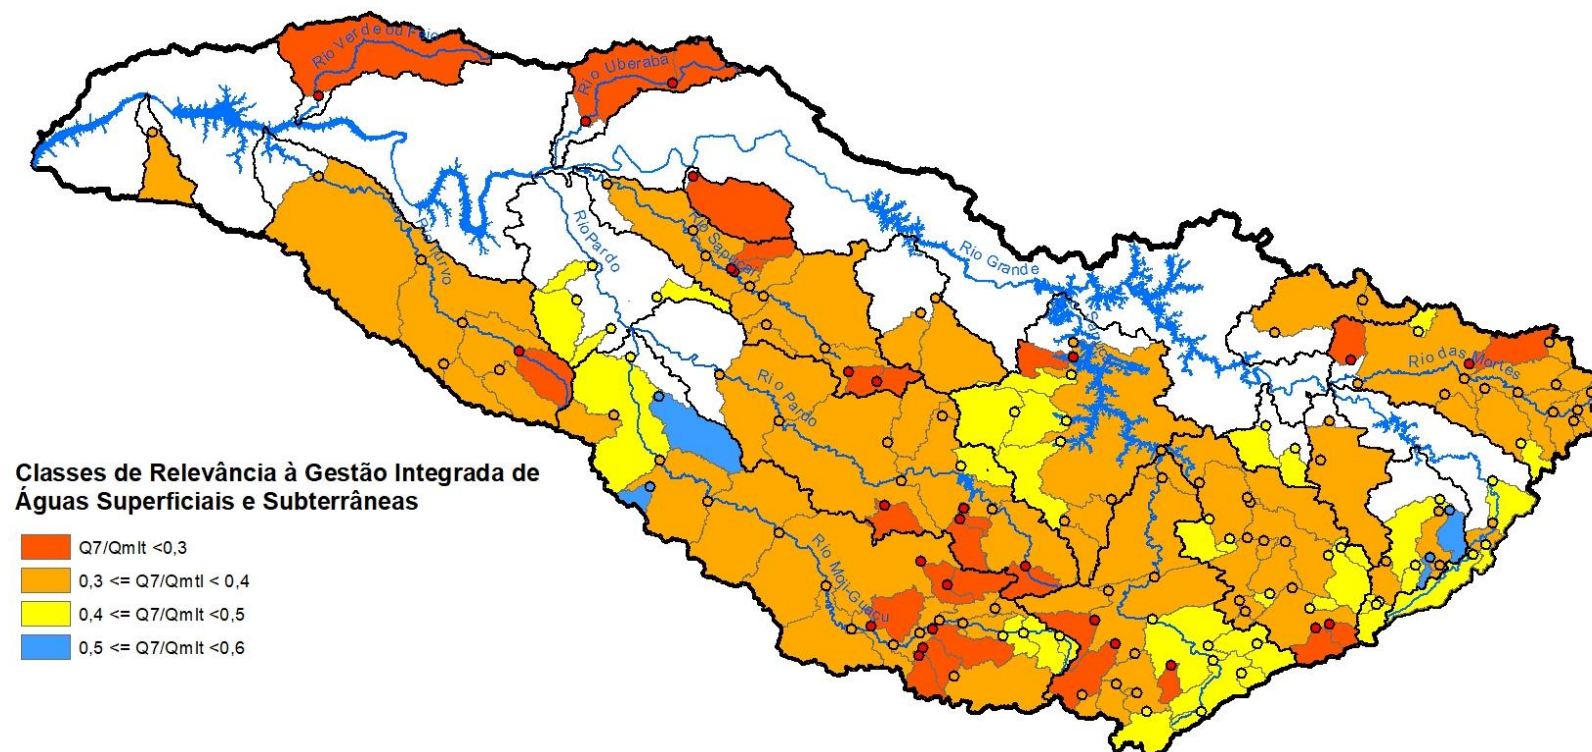 Rio Verde ou Feio
Rio Uberaba
Rio Turvo
Rio Pardo
Rio Sapucaí
Rio Grande
Rio das Mortes
Rio Pardo
Rio Moji-Guaçu
Classes de Relevância à Gestão Integrada de
Águas Superficiais e Subterrâneas
Q7/Qmlt <0,3
0,3 <= Q7/Qmtl < 0,4
0,4 <= Q7/Qmlt <0,5
0,5 <= Q7/Qmlt <0,6